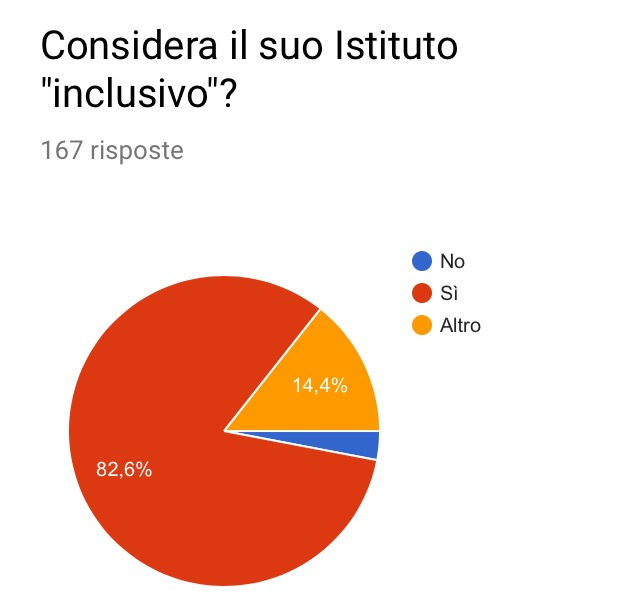 Considera il suo Istituto
"inclusivo"?
167 risposte
No
Sì
Altro
14,4%
82,6%